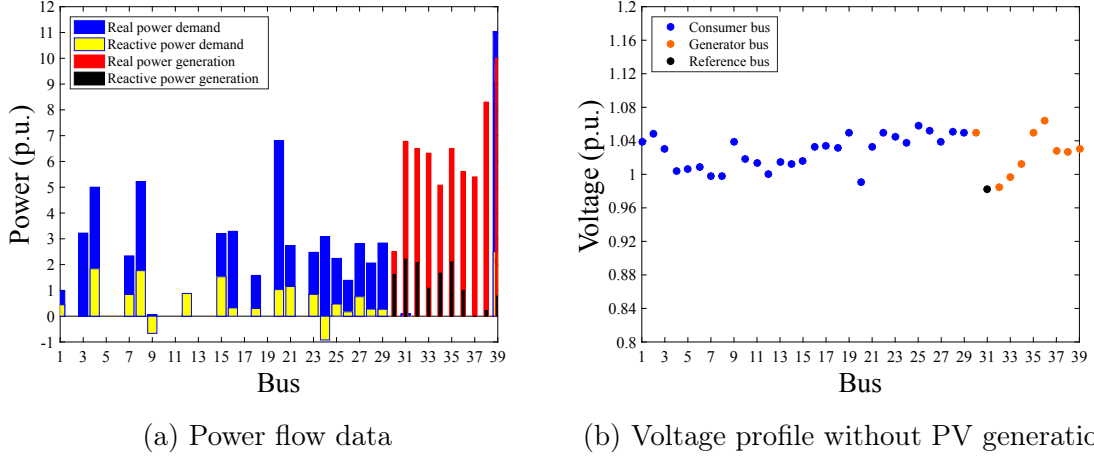 12
11
10
9
8
7
6
5
4
3
2
1
0
-1
Power (p.u.)
Real power demand
Reactive power demand
Real power generation
Reactive power generation
1 3 5 7 9 11 13 15 17 19 21 23 25 27 29 31 33 35 37 39
Bus
(a) Power flow data
1.2
1.16
1.12
1.08
1.04
1
0.96
0.92
0.88
0.84
0.8
Voltage (p.u.)
Consumer bus
Generator bus
Reference bus
1 3 5 7 9 11 13 15 17 19 21 23 25 27 29 31 33 35 37 39
Bus
(b) Voltage profile without PV generatio